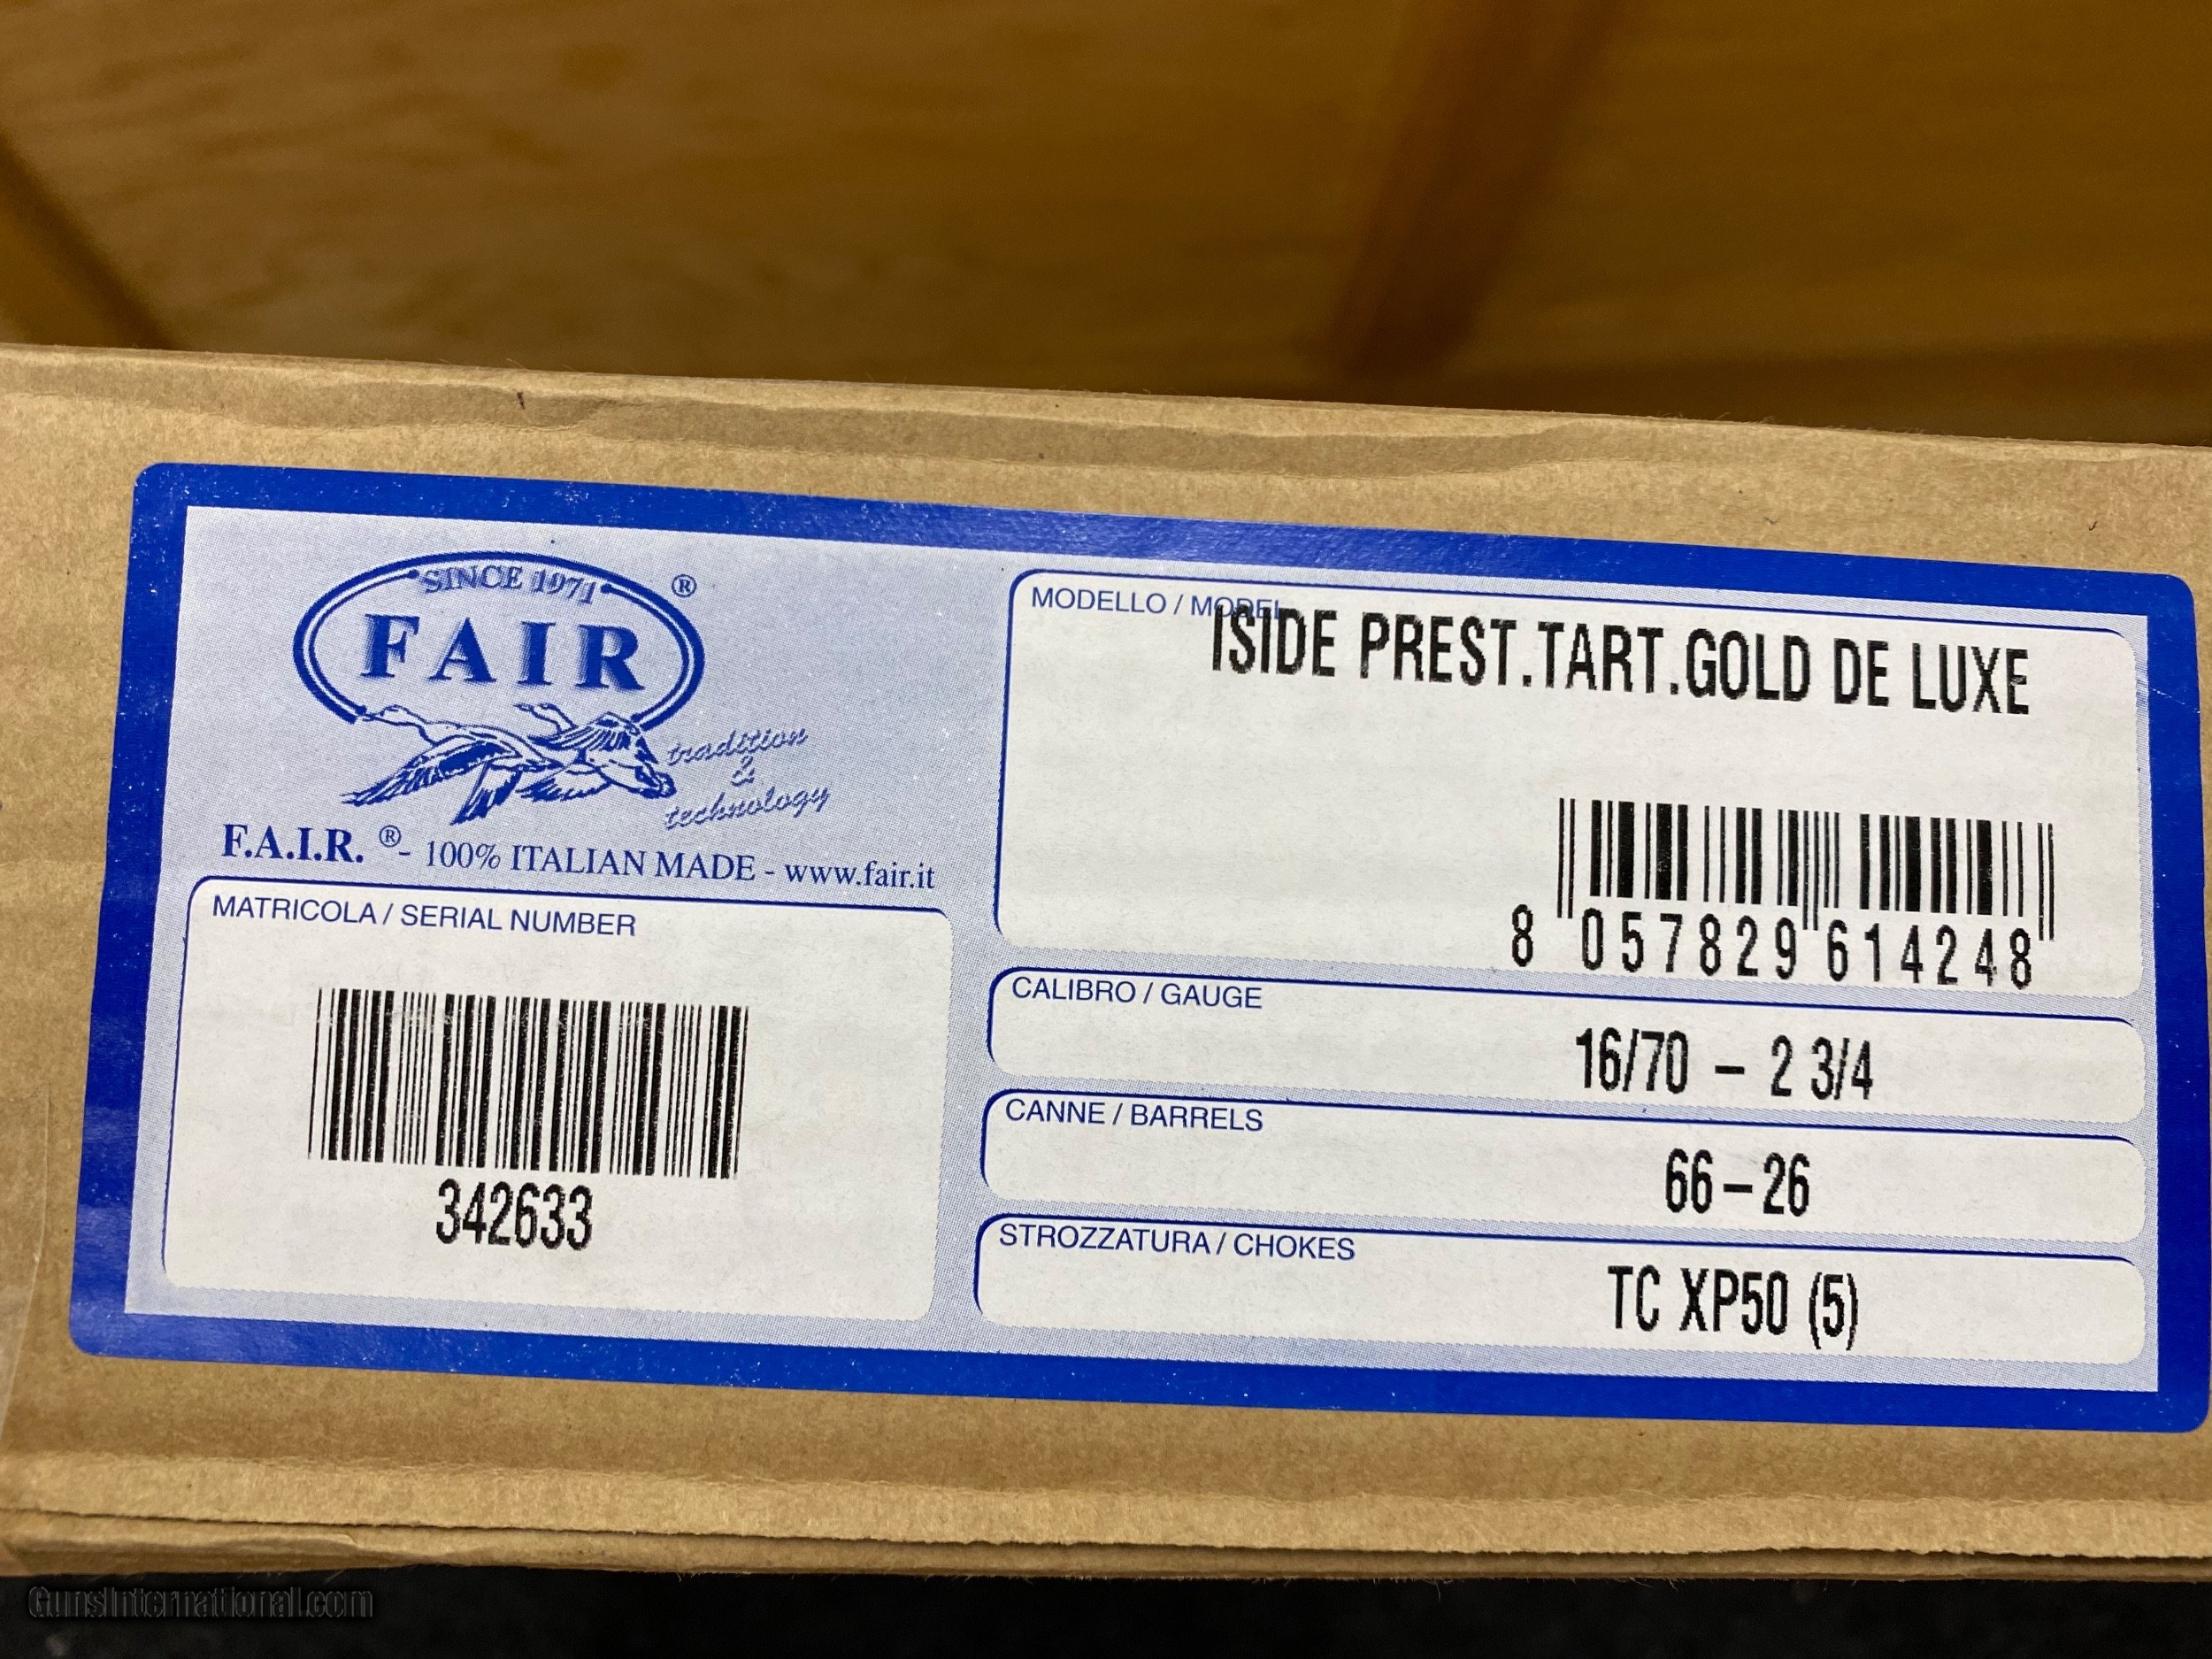 SINCE 1971 ®
FAIR
tradition
&
technology
F.A.I.R. ®- 100% ITALIAN MADE - www.fair.it
MATRICOLA / SERIAL NUMBER
342633
MODELLO / MODEL
ISIDE PREST.TART.GOLD DE LUXE
8 057829 614248
CALIBRO / GAUGE
16/70 - 2 3/4
CANNE / BARRELS
66-26
STROZZATURA / CHOKES
TC XP50 (5)
GunsInternational.com